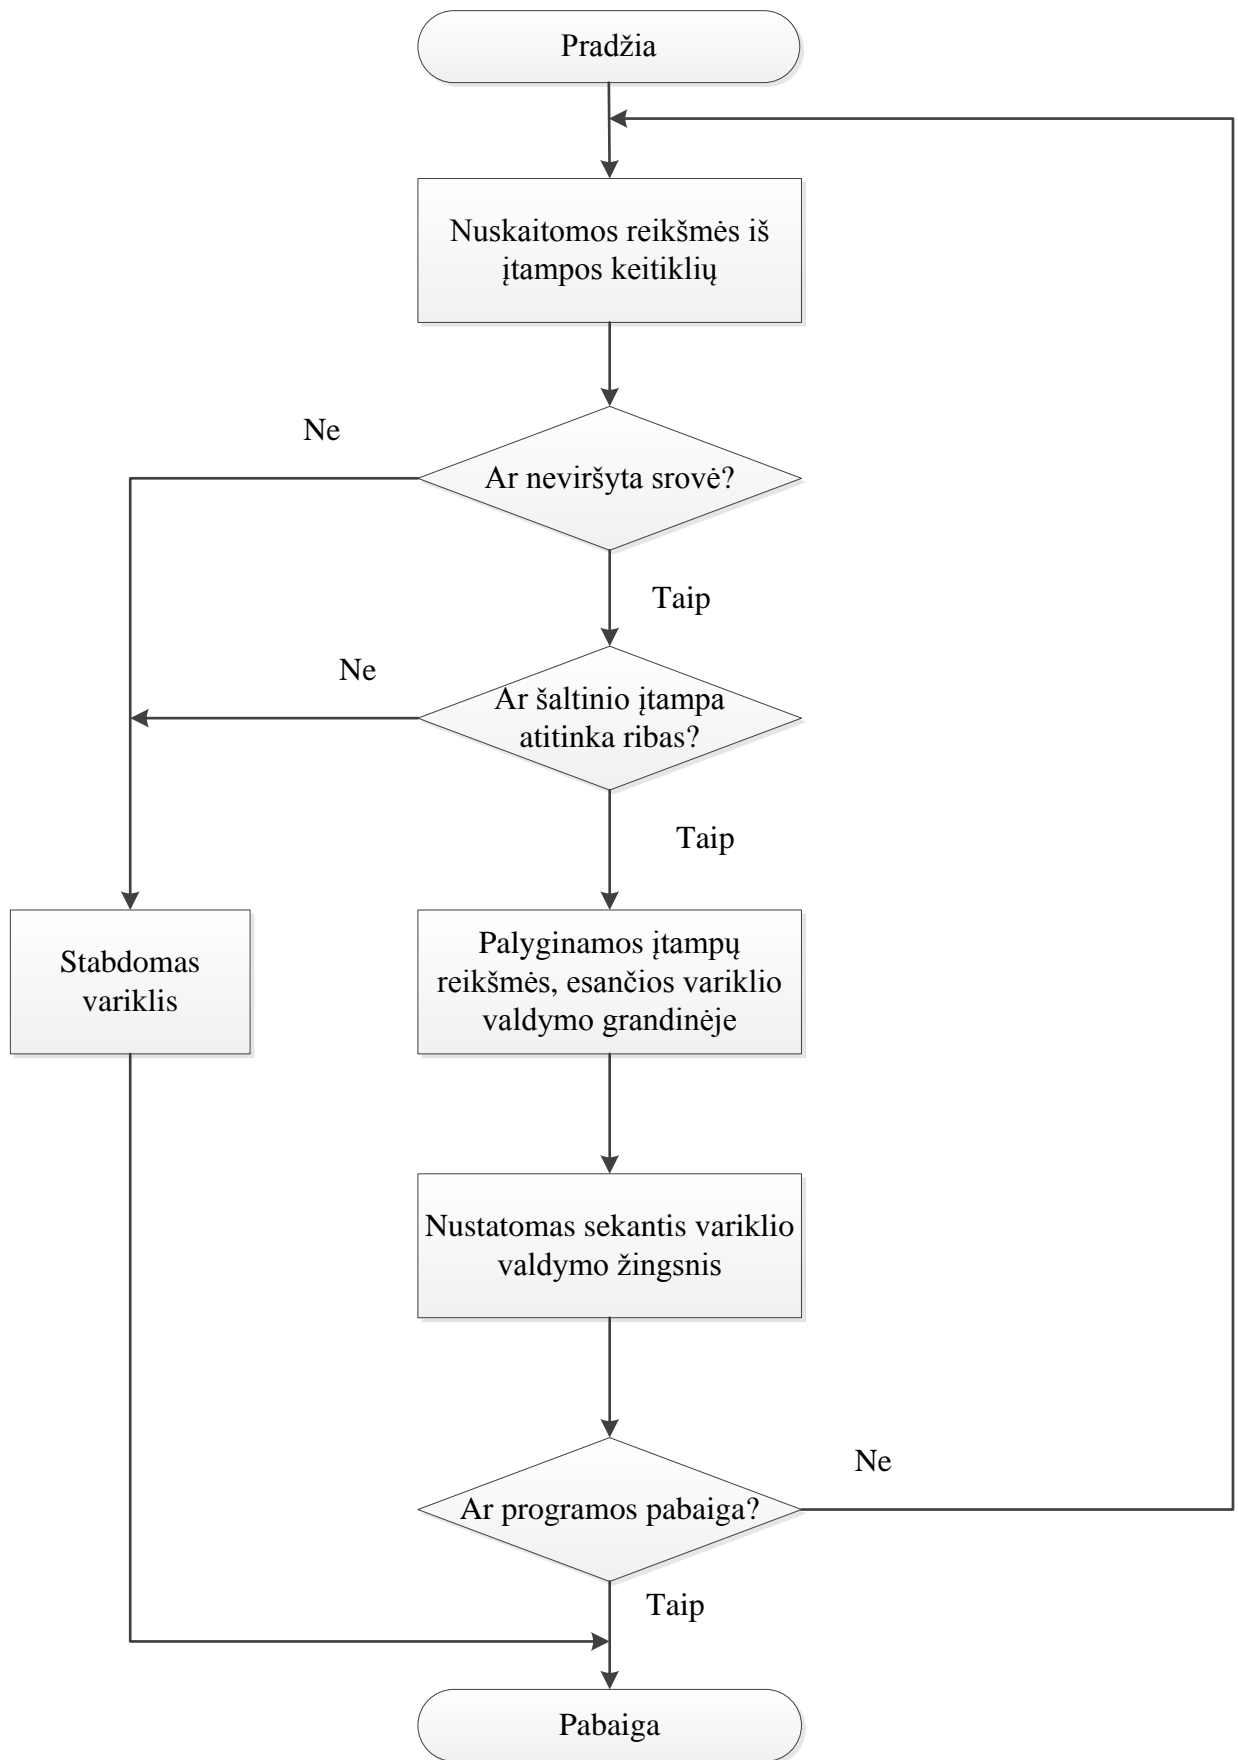 Pradžia
Nuskaitomos reikšmės iš
įtampos keitiklių
Ne
Ar neviršyta srovė?
Taip
Ne
Ar šaltinio įtampa
atitinka ribas?
Taip
Stabdomas
variklis
Palyginamos įtampų
reikšmės, esančios variklio
valdymo grandinėje
Nustatomas sekantis variklio
valdymo žingsnis
Ne
Ar programos pabaiga?
Taip
Pabaiga